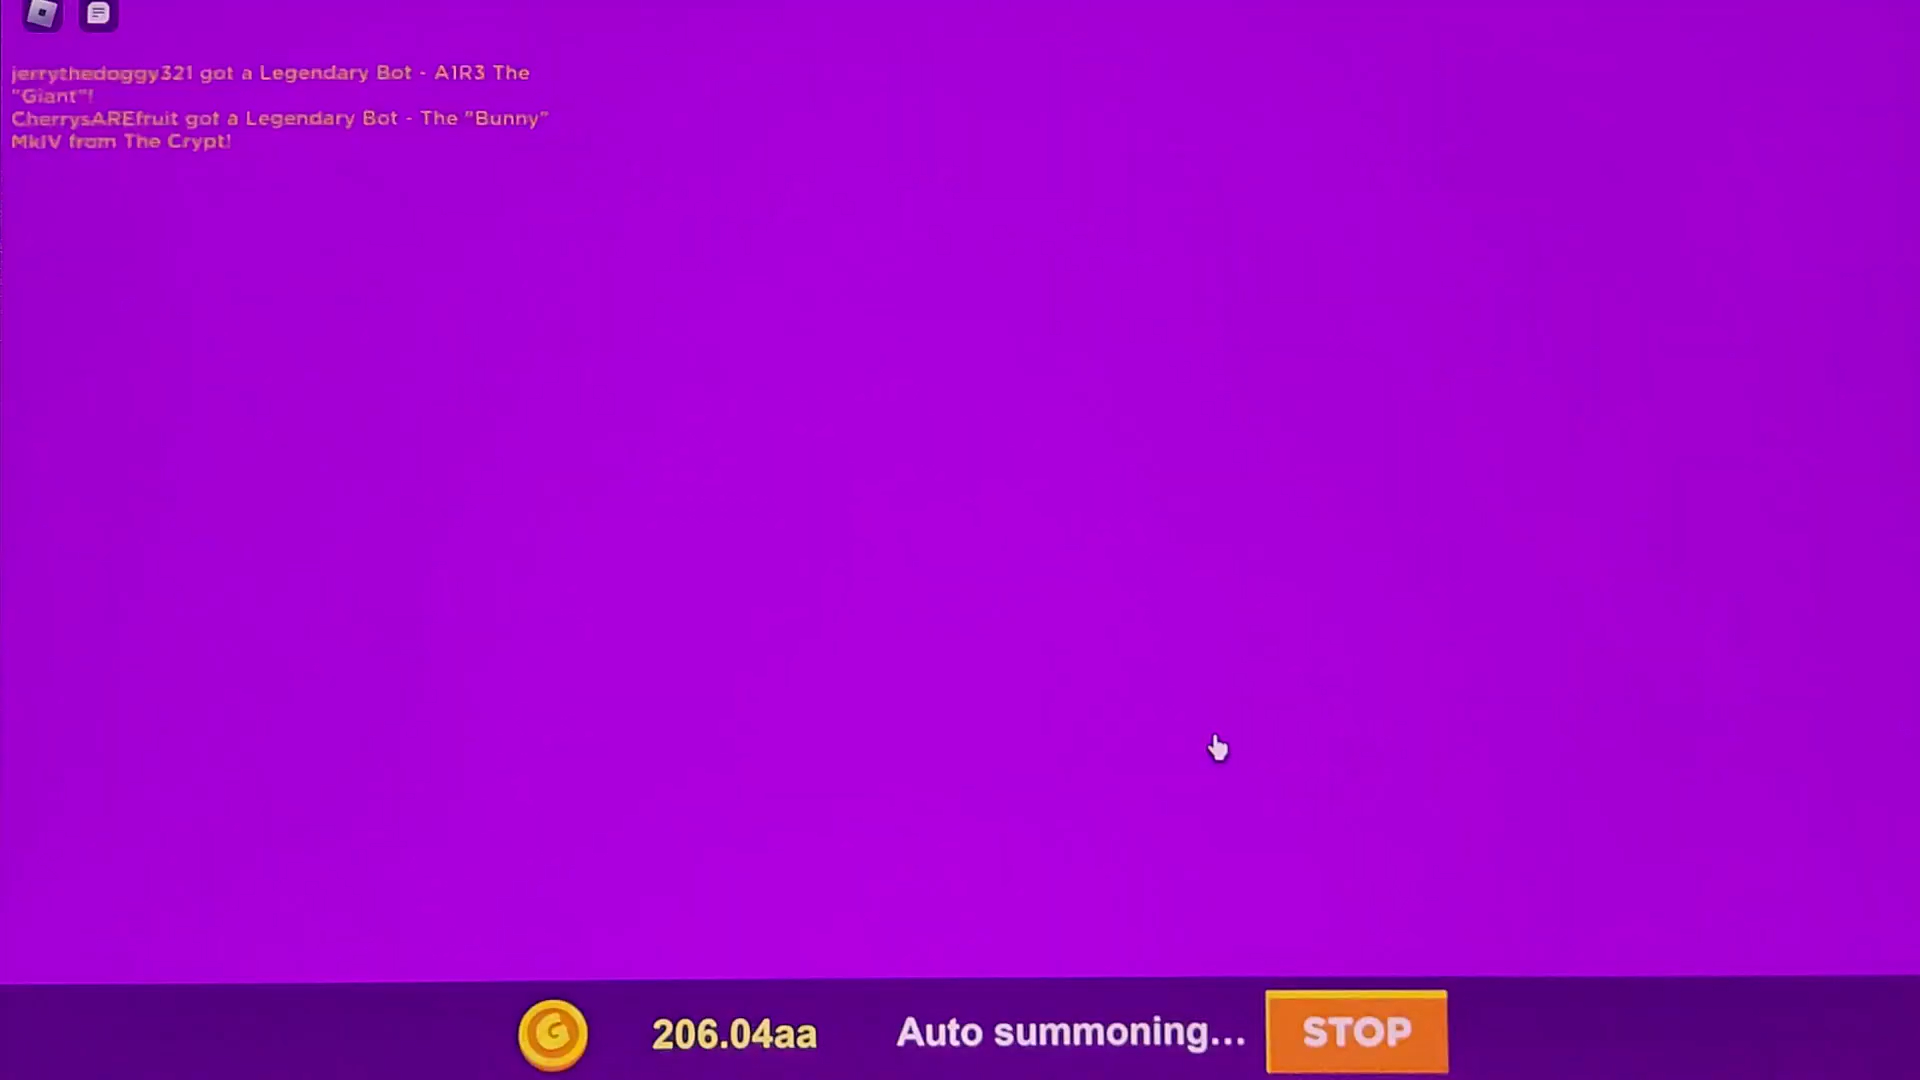 jerrythedoggy321 got a Legendary Bot - A1R3 The
"Giant"!
CherrysAREfruit got a Legendary Bot - The "Bunny"
MkIV from The Crypt!
206.04aa
Auto summoning...
STOP